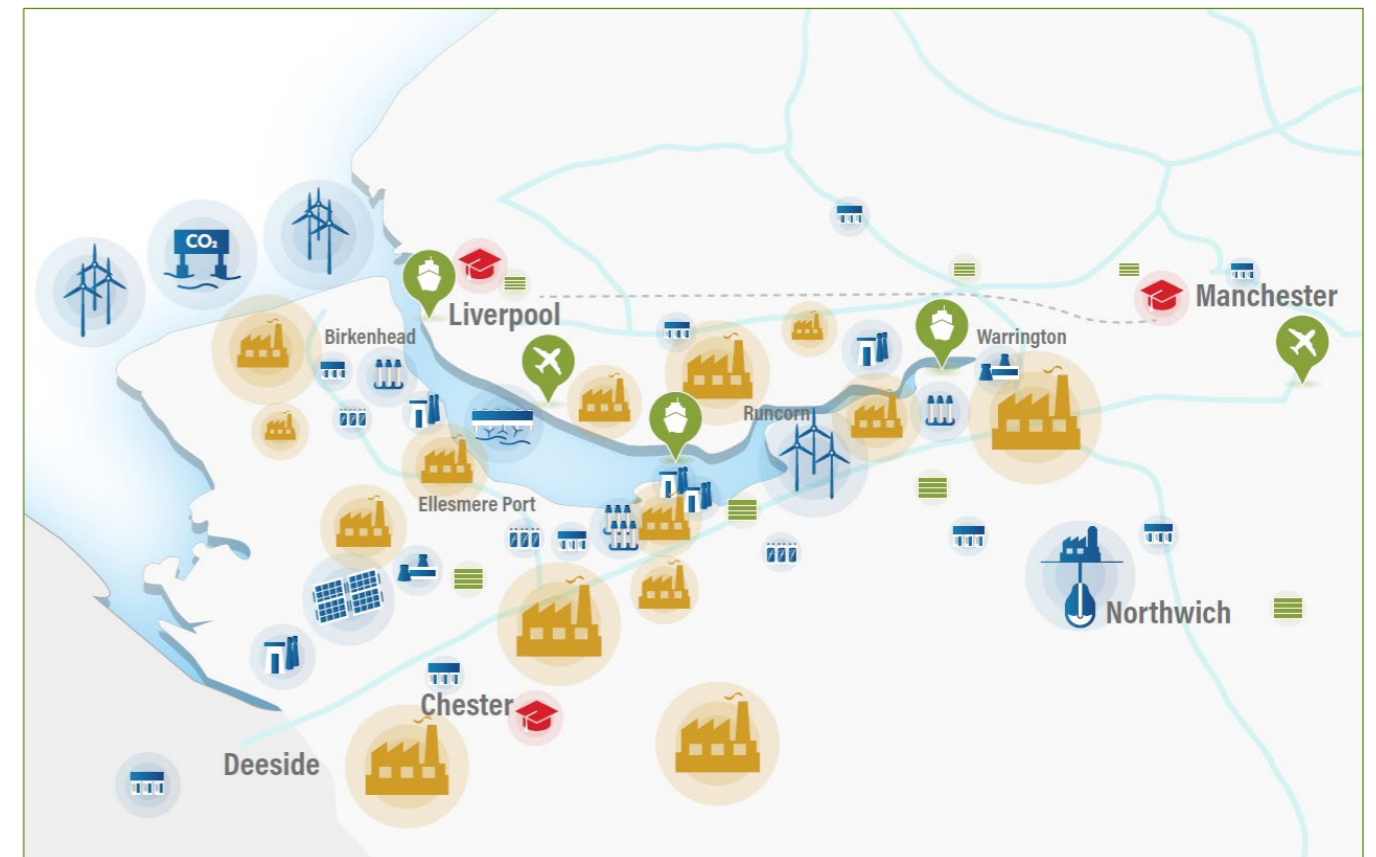 CO₂
Manchester
Liverpool
Birkenhead
Warrington
Runcorn
Ellesmere Port
Northwich
Chester
Deeside